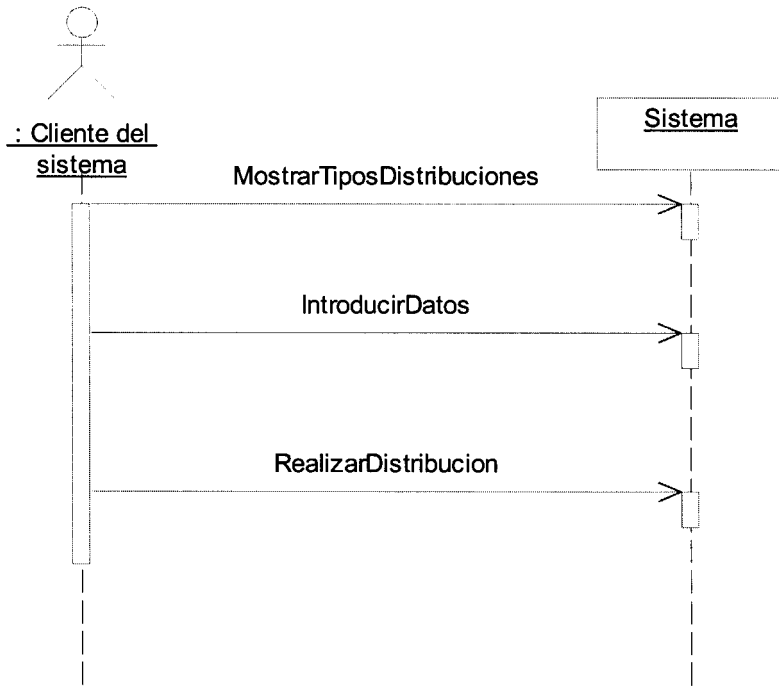 : Cliente del
sistema
Sistema
MostrarTiposDistribuciones
IntroducirDatos
RealizarDistribucion